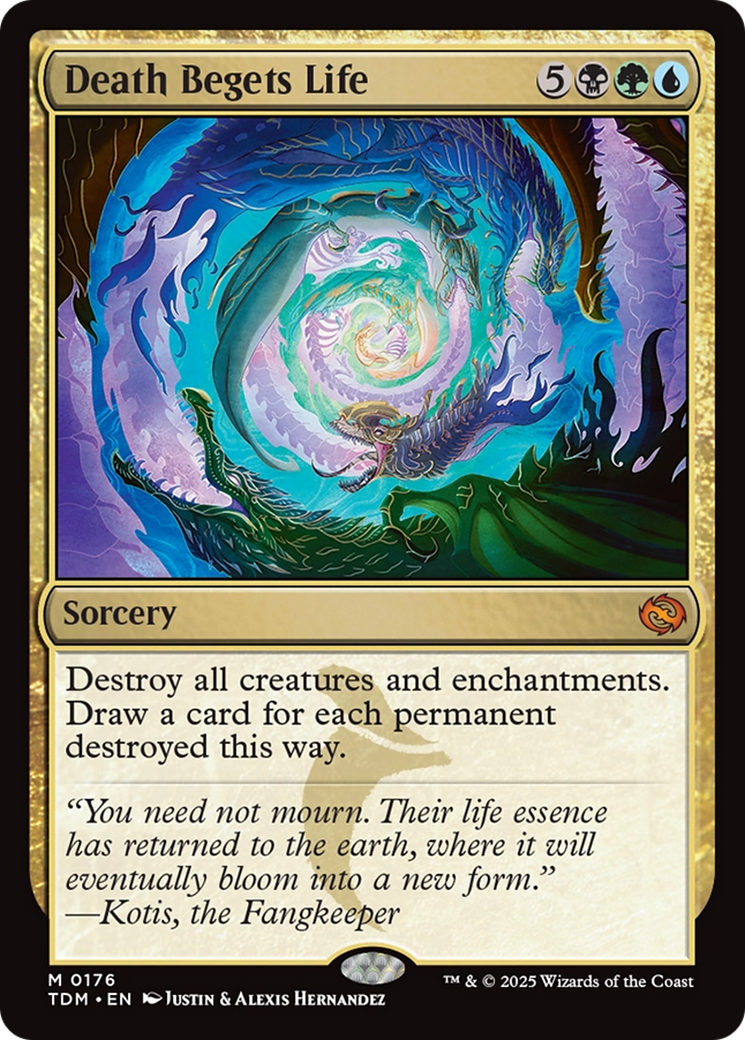 Death Begets Life 5
Sorcery
Destroy all creatures and enchantments.
Draw a card for each permanent
destroyed this way.
“You need not mourn. Their life essence
has returned to the earth, where it will
eventually bloom into a new form.”
—Kotis, the Fangkeeper
M 0176
TDM • EN Justin & Alexis Hernandez
™ & © 2025 Wizards of the Coast